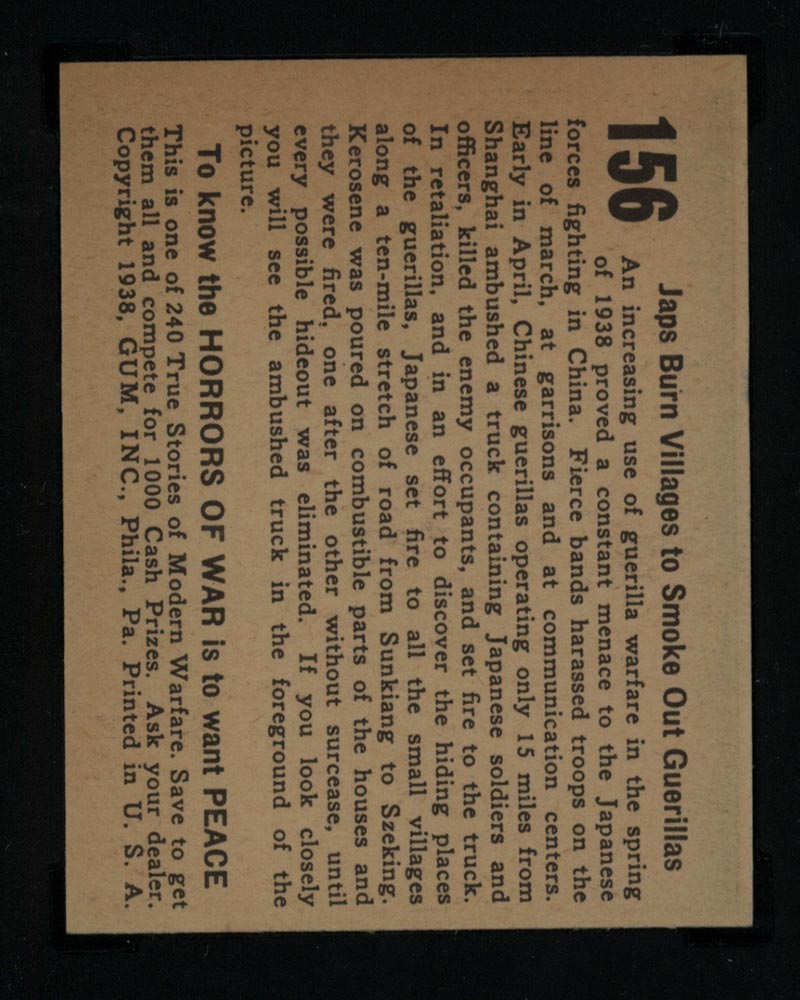 156 Japs Burn Villages to Smoke Out Guerillas
An increasing use of guerilla warfare in the spring
of 1938 proved a constant menace to the Japanese
forces fighting in China. Fierce bands harassed troops on the
line of march, at garrisons and at communication centers.
Early in April, Chinese guerillas operating only 15 miles from
Shanghai ambushed a truck containing Japanese soldiers and
officers, killed the enemy occupants, and set fire to the truck.
In retaliation, and in an effort to discover the hiding places
of the guerillas, Japanese set fire to all the small villages
along a ten-mile stretch of road from Sunkiang to Szeking.
Kerosene was poured on combustible parts of the houses and
they were fired, one after the other without surcease, until
every possible hideout was eliminated. If you look closely
you will see the ambushed truck in the foreground of the
picture.
To know the HORRORS OF WAR is to want PEACE
This is one of 240 True Stories of Modern Warfare. Save to get
them all and compete for 1000 Cash Prizes. Ask your dealer.
Copyright 1938, GUM, INC., Phila., Pa. Printed in U. S. A.